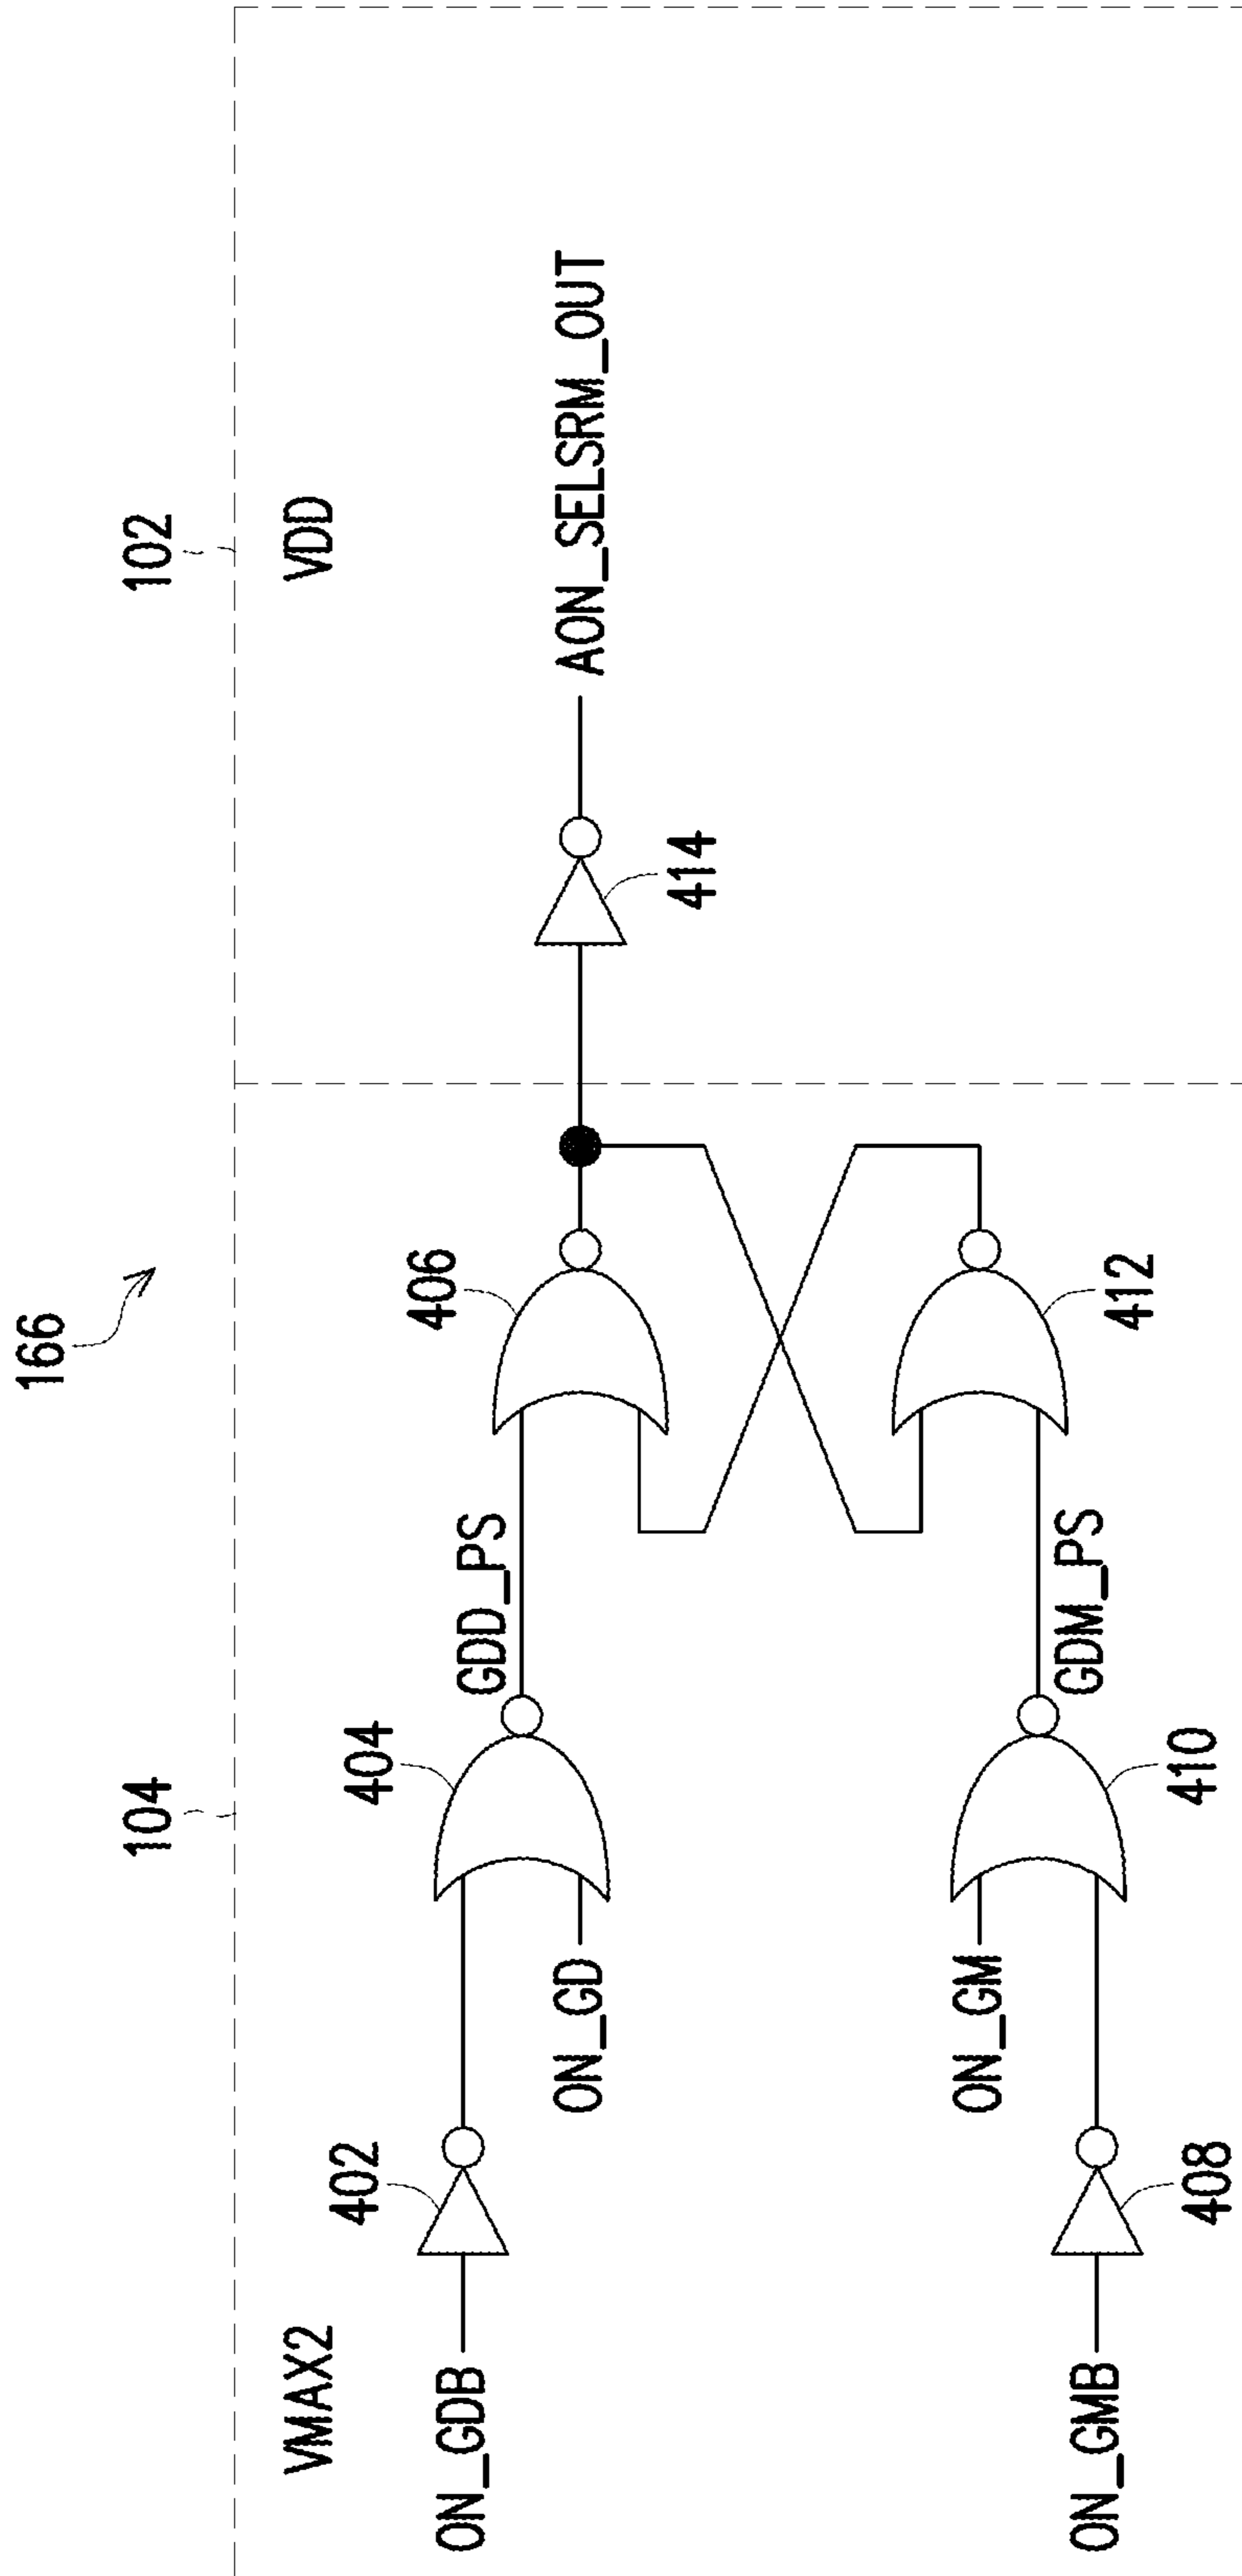 166
104
102
VMAX2
VDD
ON_GDB
402
404
GDD_PS
406
ON_GD
AON_SELSRM_OUT
414
ON_GM
GDM_PS
412
ON_GMB
408
410